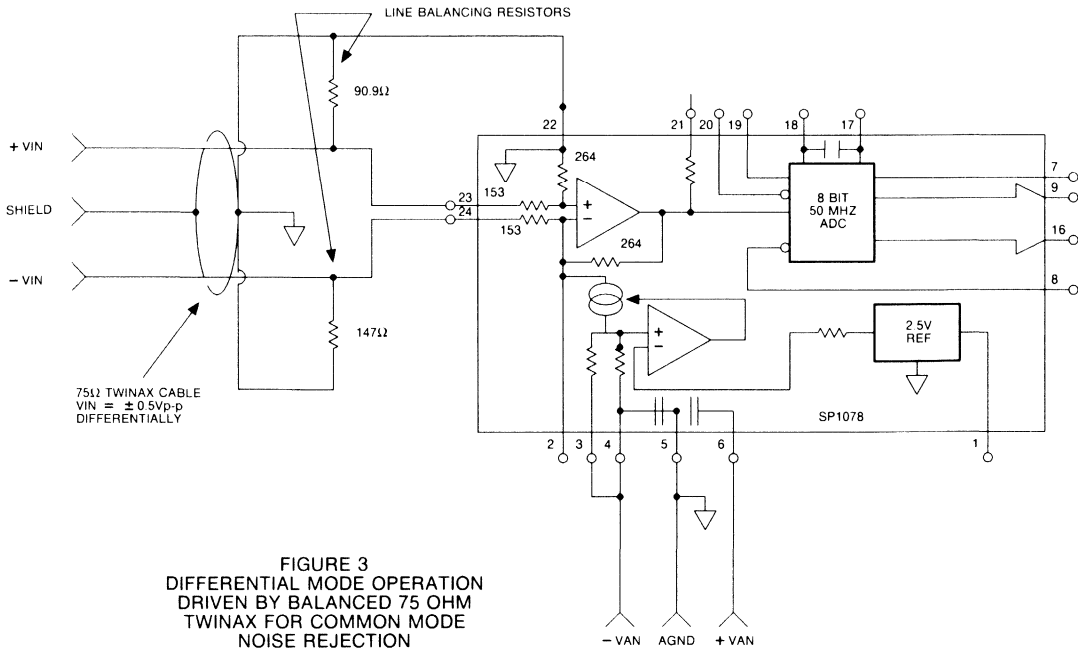 LINE BALANCING RESISTORS
90.9Ω
+ VIN
SHIELD
− VIN
147Ω
75Ω TWINAX CABLE
VIN = ±0.5Vp-p
DIFFERENTIALLY
22
21
20
19
18
17
264
23
153
24
153
+
−
264
8 BIT
50 MHZ
ADC
7
9
16
8
+
−
2.5V
REF
SP1078
2
3
4
5
6
1
− VAN
AGND
+ VAN
FIGURE 3
DIFFERENTIAL MODE OPERATION
DRIVEN BY BALANCED 75 OHM
TWINAX FOR COMMON MODE
NOISE REJECTION